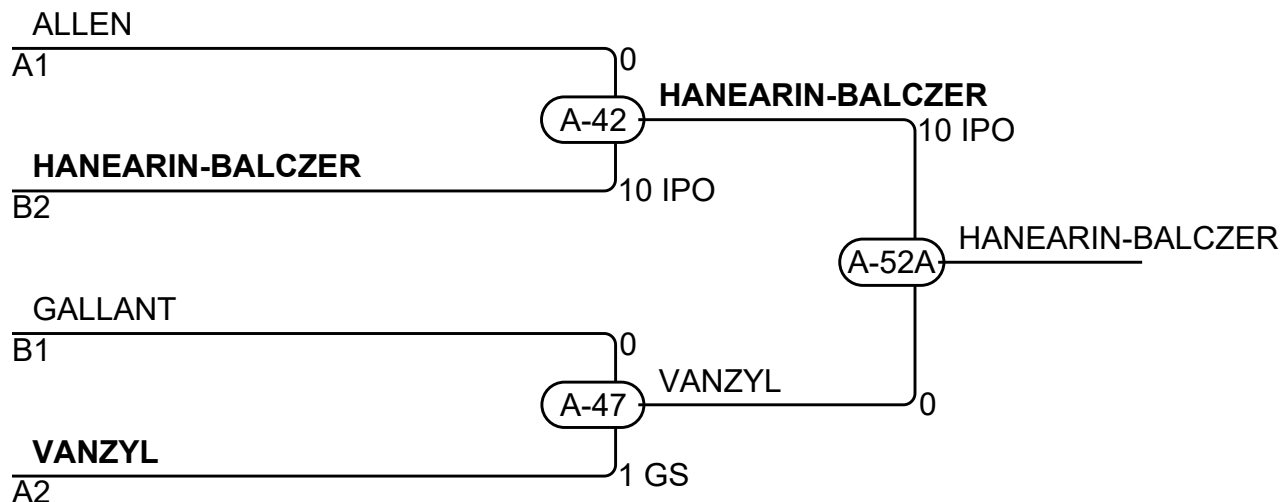 ALLEN
A1
0
A-42
HANEARIN-BALCZER
10 IPO
HANEARIN-BALCZER
B2
10 IPO
A-52A
HANEARIN-BALCZER
GALLANT
B1
0
A-47
VANZYL
0
VANZYL
A2
1 GS